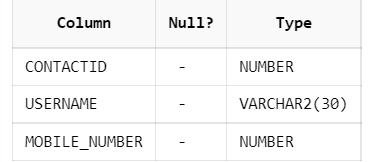 Column Null? Type
CONTACTID - NUMBER
USERNAME - VARCHAR2(30)
MOBILE_NUMBER - NUMBER